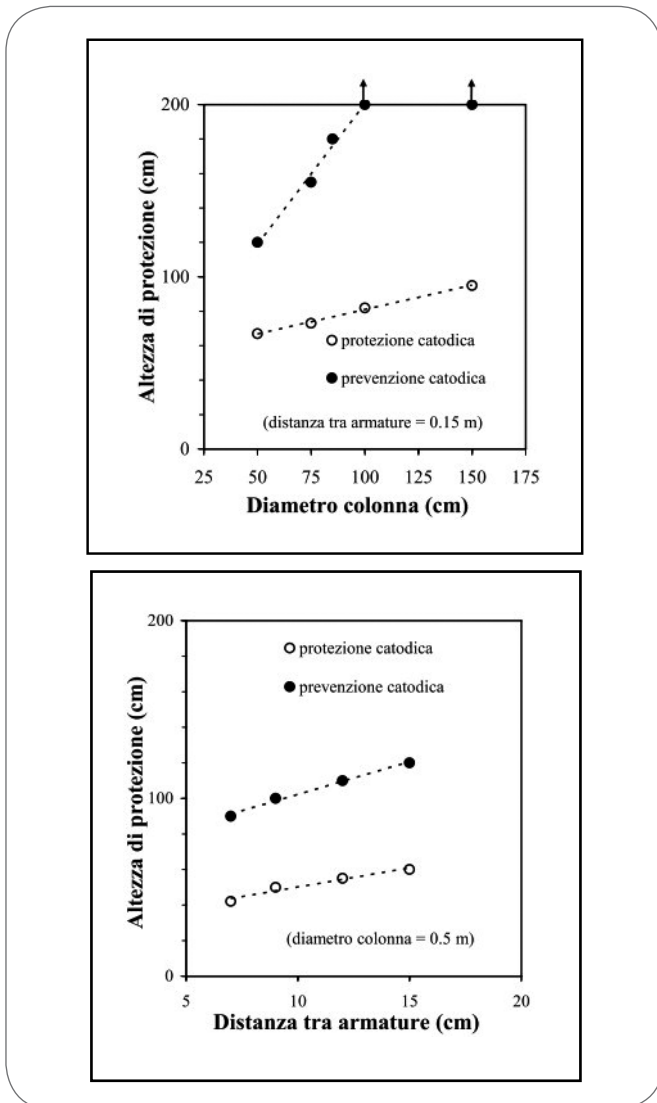 200
100
0
Altezza di protezione (cm)
protezione catodica
prevenzione catodica
(distanza tra armature = 0.15 m)
25 50 75 100 125 150 175
Diametro colonna (cm)
200
protezione catodica
prevenzione catodica
100
0
Altezza di protezione (cm)
(diametro colonna = 0.5 m)
5 10 15 20
Distanza tra armature (cm)